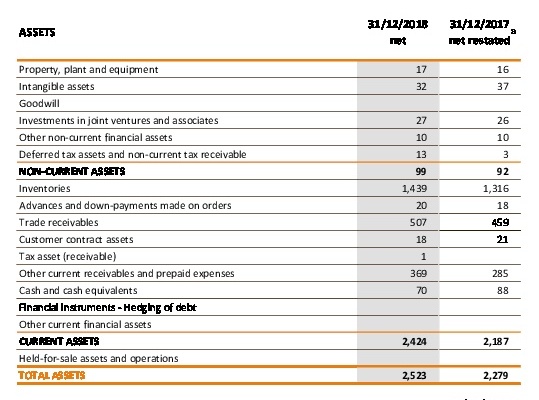 ASSETS 31/12/2018 net 31/12/2017 net restated a
Property, plant and equipment 17 16
Intangible assets 32 37
Goodwill
Investments in joint ventures and associates 27 26
Other non-current financial assets 10 10
Deferred tax assets and non-current tax receivable 13 3
NON-CURRENT ASSETS 99 92
Inventories 1,439 1,316
Advances and down-payments made on orders 20 18
Trade receivables 507 459
Customer contract assets 18 21
Tax asset (receivable) 1
Other current receivables and prepaid expenses 369 285
Cash and cash equivalents 70 88
Financial instruments - Hedging of debt
Other current financial assets
CURRENT ASSETS 2,424 2,187
Held-for-sale assets and operations
TOTAL ASSETS 2,523 2,279